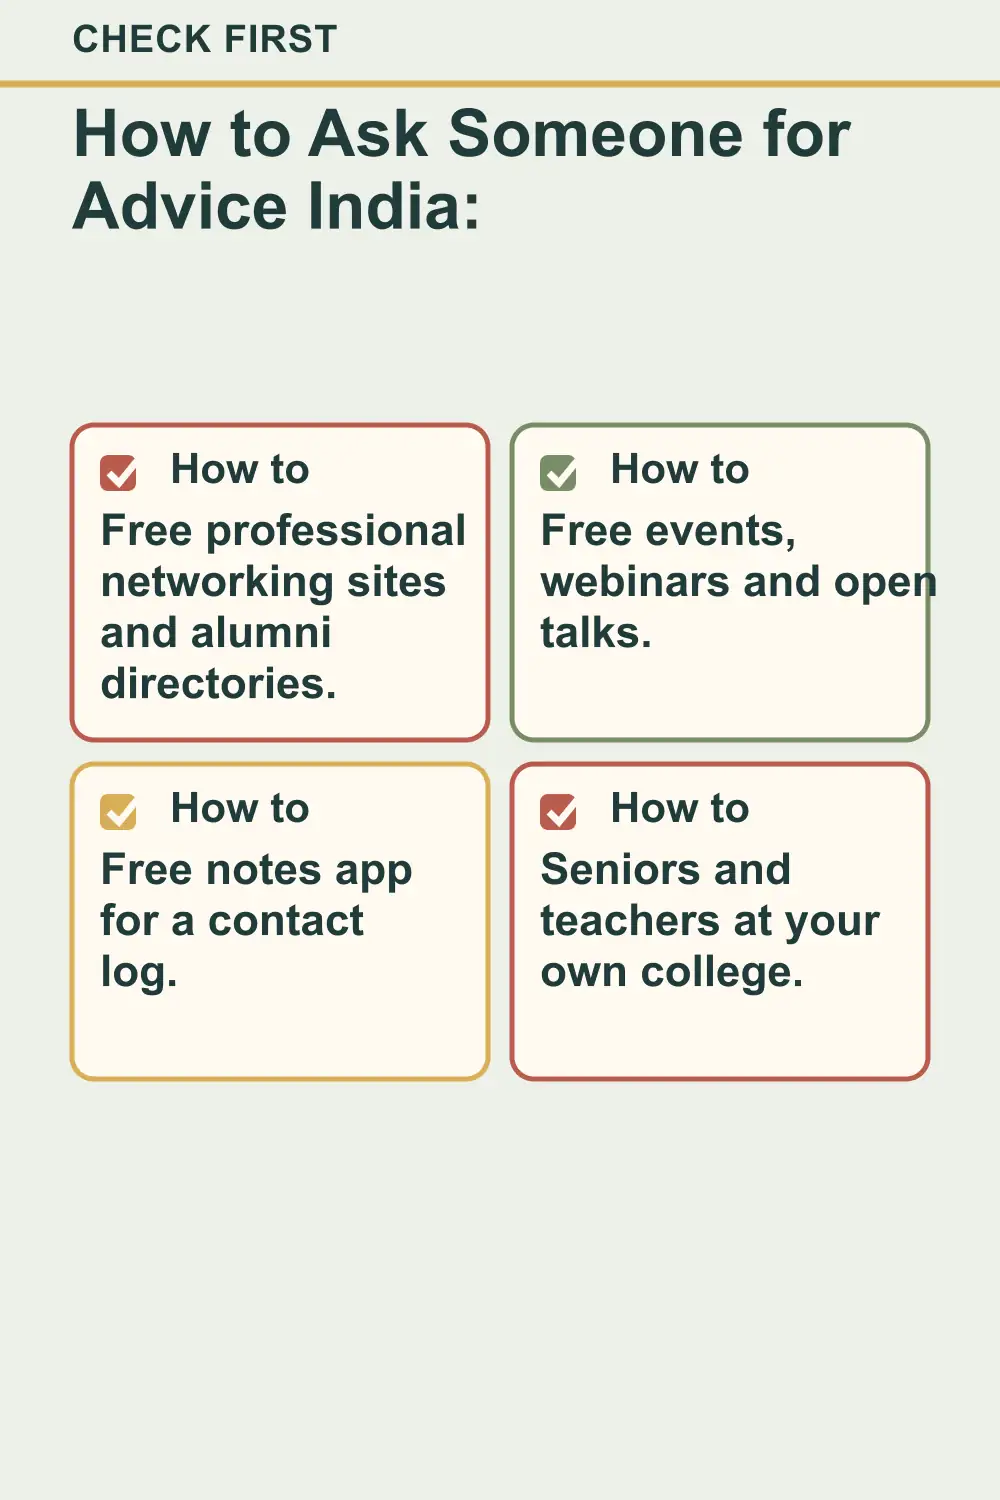 CHECK FIRST
How to Ask Someone for
Advice India:
How to
Free professional
networking sites
and alumni
directories.
How to
Free events,
webinars and open
talks.
How to
Free notes app
for a contact
log.
How to
Seniors and
teachers at your
own college.